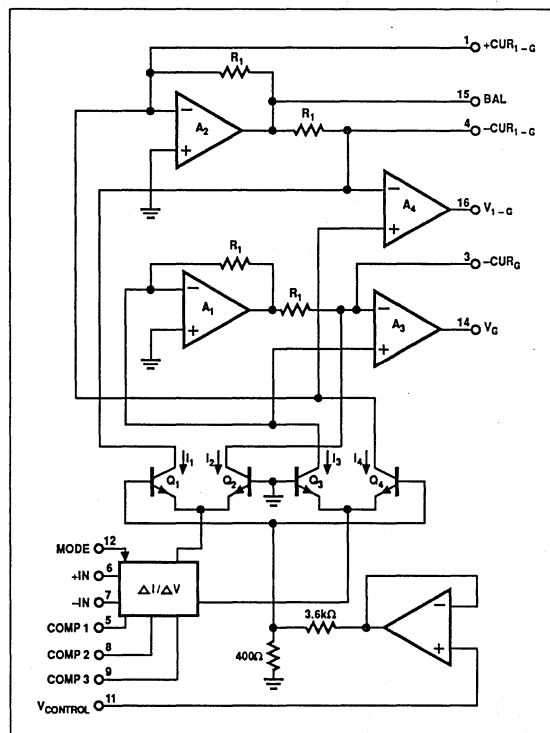 1 +CUR1-G
R1
15 BAL
A2
R1
4 -CUR1-G
A4
16 V1-G
R1
3 -CURG
A1
R1
A3
14 VG
I1
I2
I3
I4
Q1
Q2
Q3
Q4
MODE 12
+IN 6
-IN 7
ΔI/ΔV
COMP 1 5
COMP 2 8
COMP 3 9
3.6kΩ
400Ω
VCONTROL 11